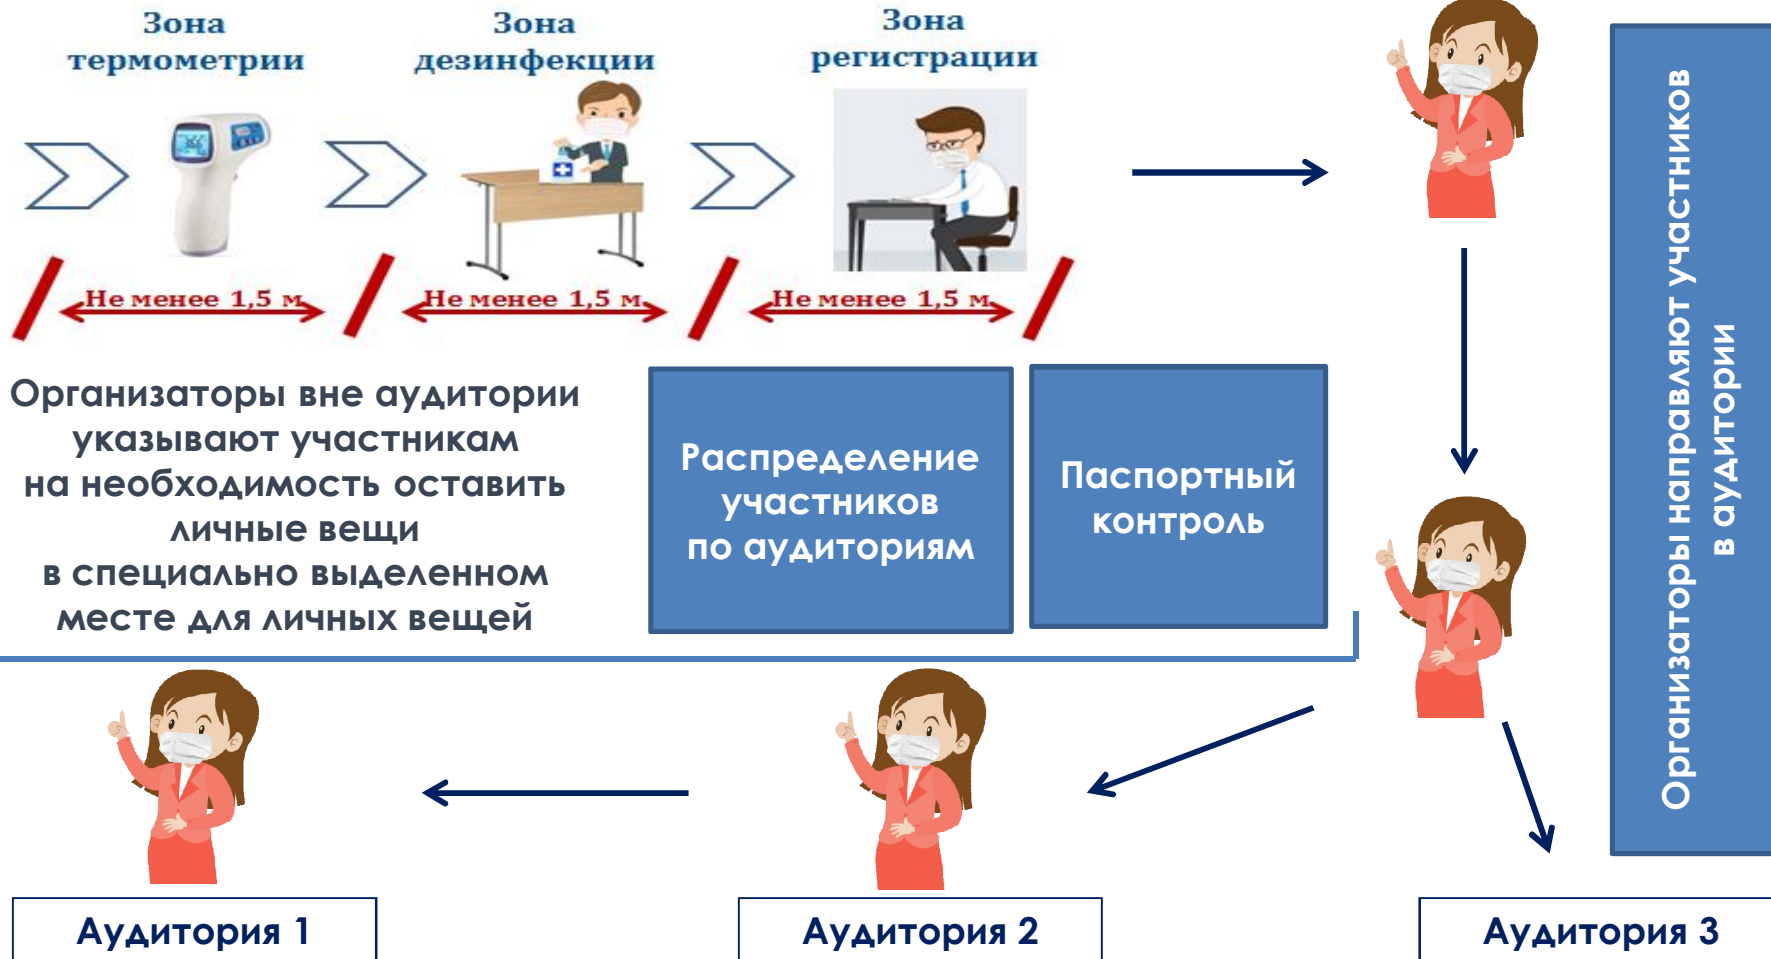 Зона
термометрии
Зона
дезинфекции
Зона
регистрации
Не менее 1,5 м
Не менее 1,5 м
Не менее 1,5 м
Организаторы вне аудитории
указывают участникам
на необходимость оставить
личные вещи
в специально выделенном
месте для личных вещей
Распределение
участников
по аудиториям
Паспортный
контроль
Организаторы направляют участников
в аудитории
Аудитория 1
Аудитория 2
Аудитория 3